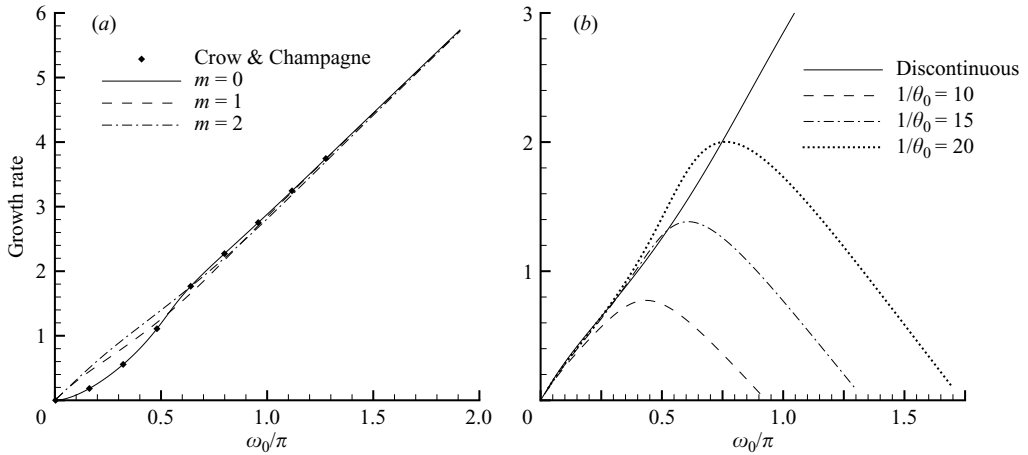 (a)
Crow & Champagne
m = 0
m = 1
m = 2
Growth rate
6
5
4
3
2
1
0
0.5
1.0
1.5
2.0
ω₀/π
(b)
Discontinuous
1/θ₀ = 10
1/θ₀ = 15
1/θ₀ = 20
3
2
1
0
0.5
1.0
1.5
ω₀/π